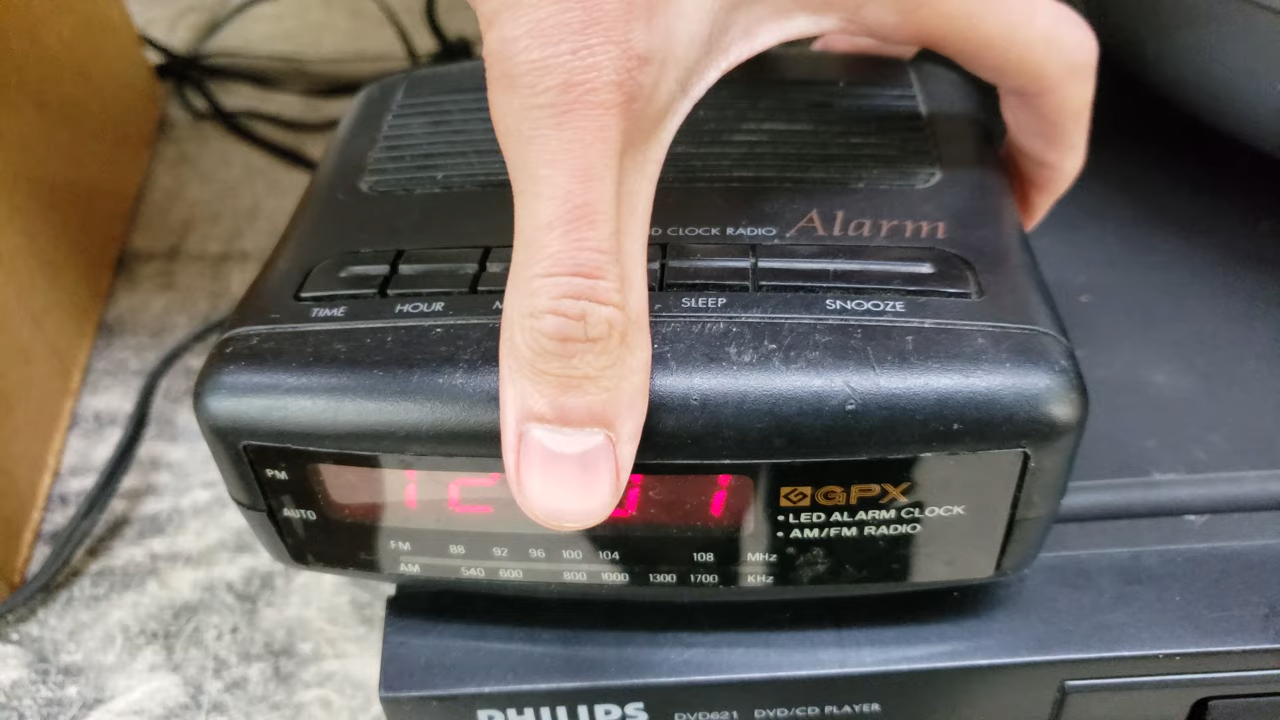 D CLOCK RADIO Alarm
TIME HOUR SLEEP SNOOZE
PM
AUTO
GPX
• LED ALARM CLOCK
• AM/FM RADIO
FM 88 92 96 100 104 108 MHz
AM 540 600 800 1000 1300 1700 KHz
PHILIPS DVD621 DVD/CD PLAYER